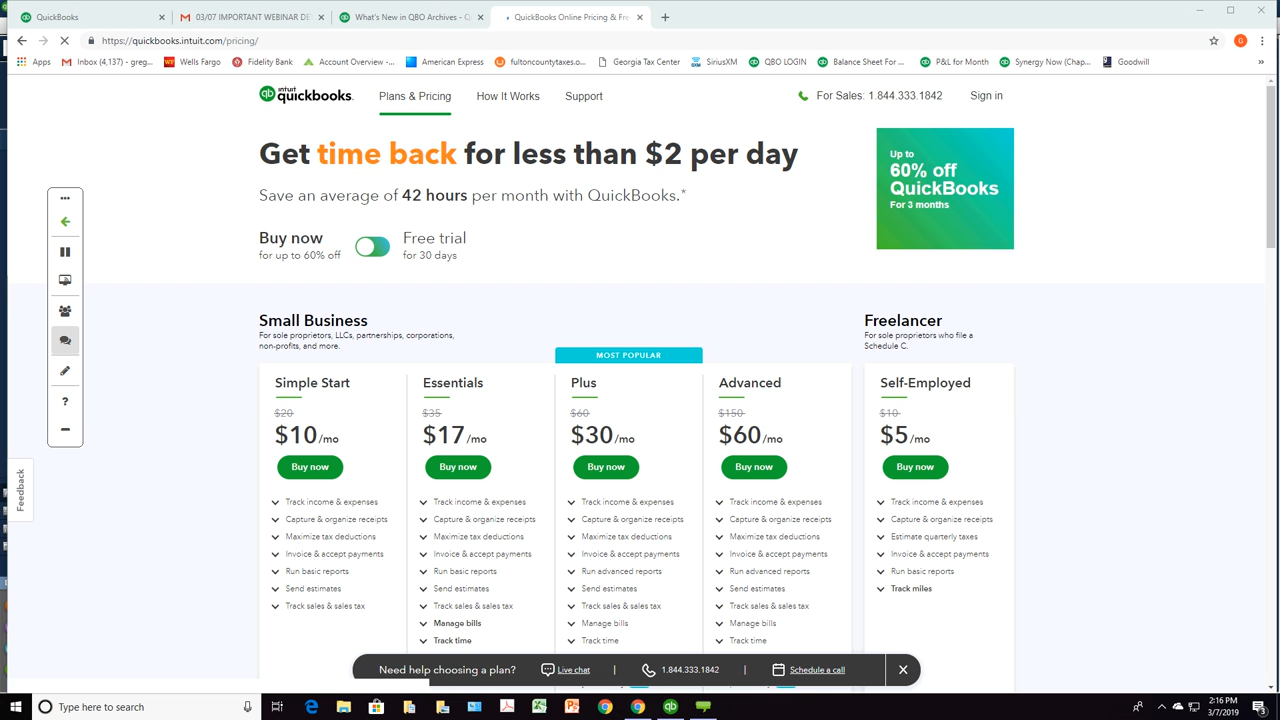 QuickBooks
03/07 IMPORTANT WEBINAR DE
What's New in QBO Archives - Q
QuickBooks Online Pricing & Fre
https://quickbooks.intuit.com/pricing/
G
Apps
Inbox (4,137) - greg...
Wells Fargo
Fidelity Bank
Account Overview -...
American Express
fultoncountytaxes.o...
Georgia Tax Center
SiriusXM
QBO LOGIN
Balance Sheet For ...
P&L for Month
Synergy Now (Chap...
Goodwill
»
intuit
quickbooks.
Plans & Pricing
How It Works
Support
For Sales: 1.844.333.1842
Sign in
Get time back for less than $2 per day
Save an average of 42 hours per month with QuickBooks.*
Up to
60% off
QuickBooks
For 3 months
Buy now
for up to 60% off
Free trial
for 30 days
Small Business
For sole proprietors, LLCs, partnerships, corporations,
non-profits, and more.
Freelancer
For sole proprietors who file a
Schedule C.
MOST POPULAR
Simple Start
$20
$10/mo
Buy now
Track income & expenses
Capture & organize receipts
Maximize tax deductions
Invoice & accept payments
Run basic reports
Send estimates
Track sales & sales tax
Essentials
$35
$17/mo
Buy now
Track income & expenses
Capture & organize receipts
Maximize tax deductions
Invoice & accept payments
Run basic reports
Send estimates
Track sales & sales tax
Manage bills
Track time
Plus
$60
$30/mo
Buy now
Track income & expenses
Capture & organize receipts
Maximize tax deductions
Invoice & accept payments
Run advanced reports
Send estimates
Track sales & sales tax
Manage bills
Track time
Advanced
$150
$60/mo
Buy now
Track income & expenses
Capture & organize receipts
Maximize tax deductions
Invoice & accept payments
Run advanced reports
Send estimates
Track sales & sales tax
Manage bills
Track time
Self-Employed
$10
$5/mo
Buy now
Track income & expenses
Capture & organize receipts
Estimate quarterly taxes
Invoice & accept payments
Run basic reports
Track miles
Feedback
Need help choosing a plan?
Live chat
|
1.844.333.1842
|
Schedule a call
Type here to search
2:16 PM
3/7/2019